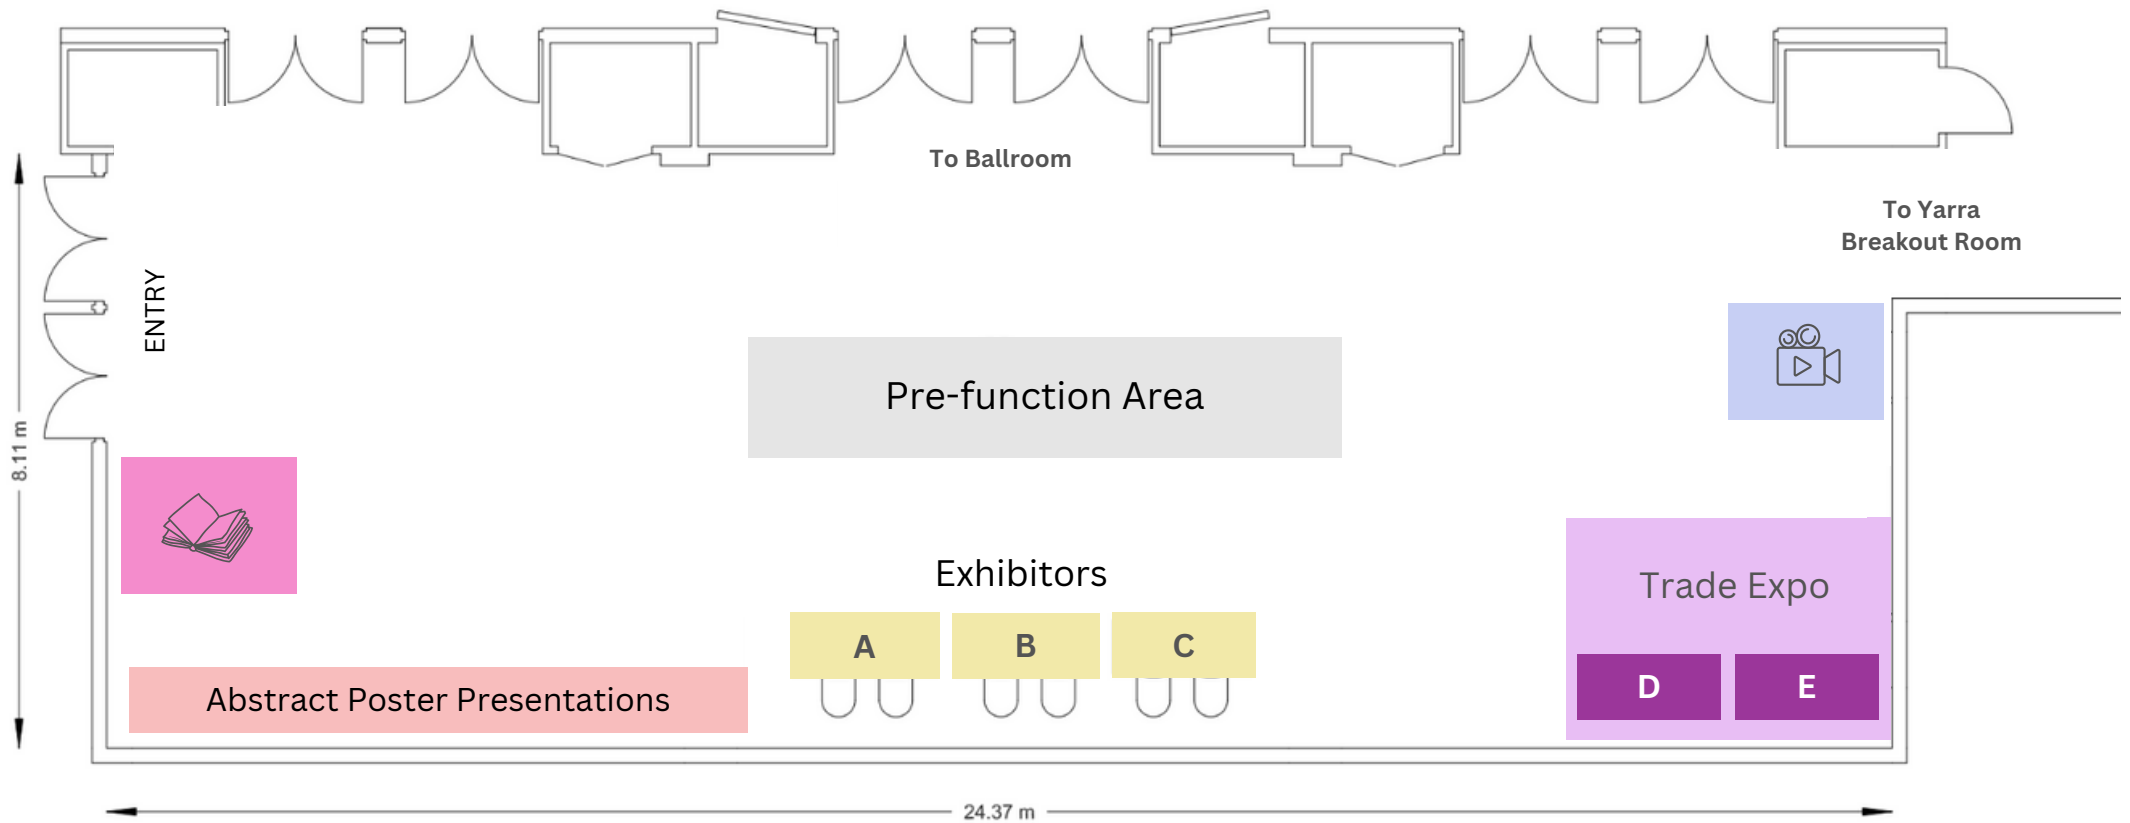 To Ballroom
To Yarra
Breakout Room
ENTRY
Pre-function Area
8.11 m
Exhibitors
Trade Expo
A
B
C
D
E
Abstract Poster Presentations
24.37 m